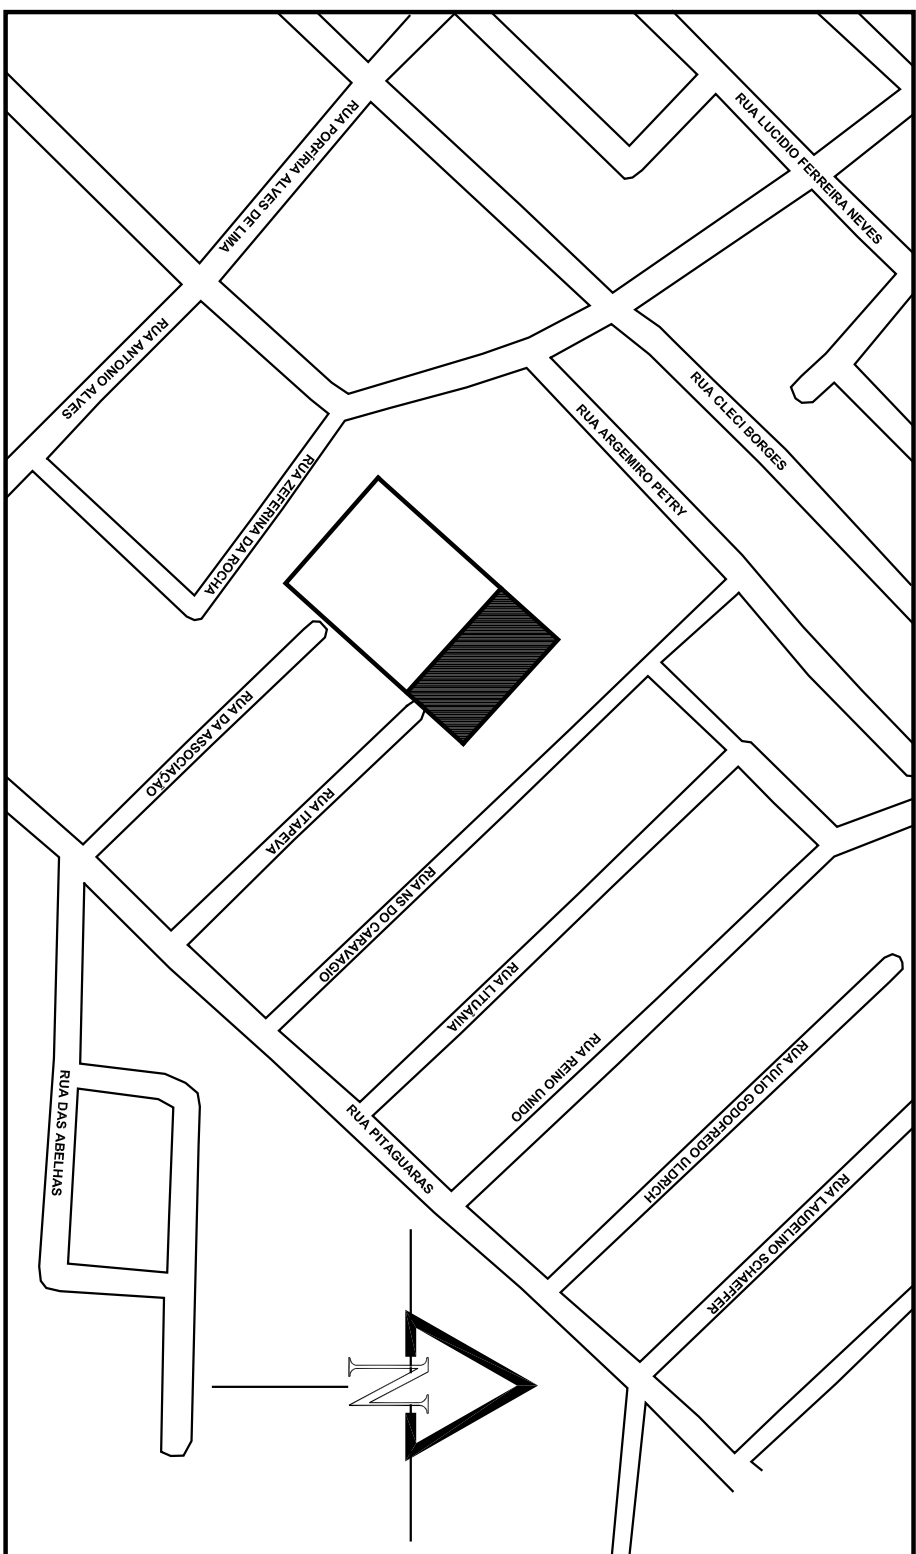 RUA LUCIDIO FERREIRA NEVES
RUA PORFÍRIA ALVES DE LIMA
RUA ANTONIO ALVES
RUA CLECI BORGES
RUA ARGEMIRO PETRY
RUA ZEFERINA DA ROCHA
RUA DA ASSOCIAÇÃO
RUA ITAPEVA
RUA NS DO CARAVAGIO
RUA LITUÂNIA
RUA REINO UNIDO
RUA JULIO GODOFREDO ULDRICH
RUA DAS ABELHAS
RUA PITAGUARAS
RUA LAUDELINO SCHAEFFER
N